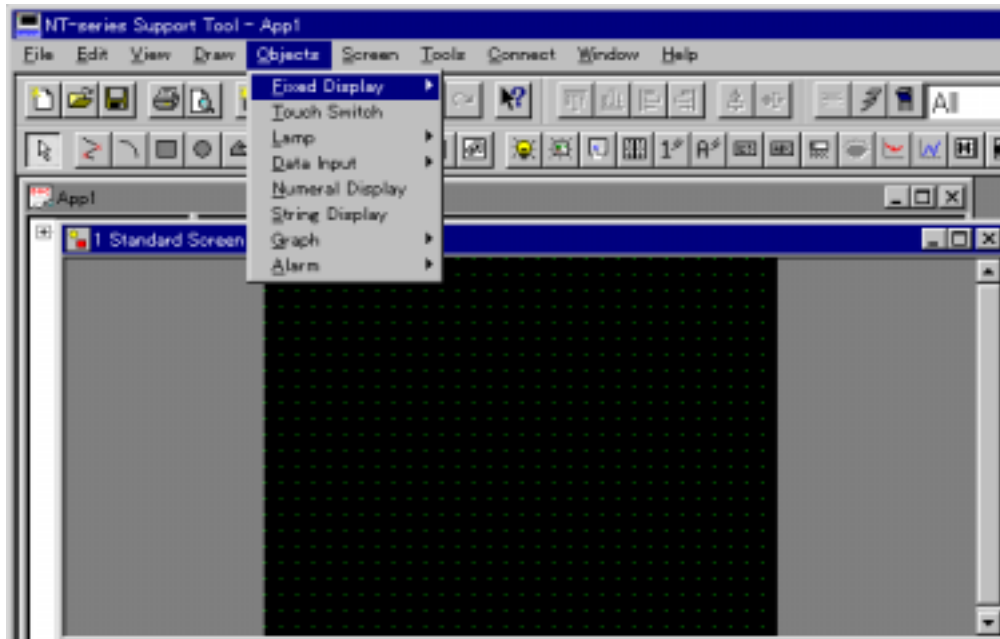 NT-series Support Tool - App1
File Edit View Draw Objects Screen Tools Connect Window Help
Fixed Display
Touch Switch
Lamp
Data Input
Numeral Display
String Display
Graph
Alarm
All
App1
1 Standard Screen